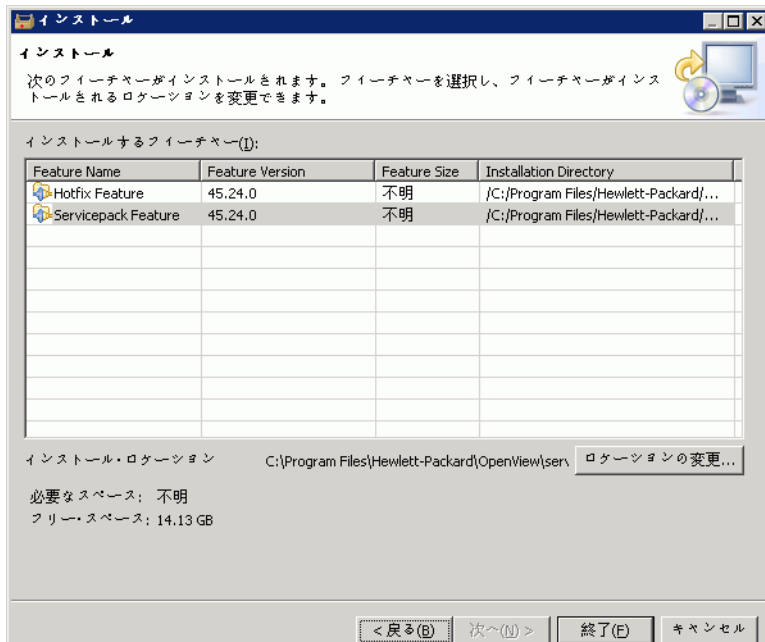 インストール
インストール
次のフィーチャーがインストールされます。 フィーチャーを選択し、フィーチャーがインス
トールされるロケーションを変更できます。
インストールするフィーチャー(I):
Feature Name Feature Version Feature Size Installation Directory
Hotfix Feature 45.24.0 不明 /C:/Program Files/Hewlett-Packard/...
Servicepack Feature 45.24.0 不明 /C:/Program Files/Hewlett-Packard/...
インストール・ロケーション C:\Program Files\Hewlett-Packard\OpenView\serv ロケーションの変更...
必要なスペース: 不明
フリー・スペース: 14.13 GB
< 戻る(B) 次へ(N) > 終了(F) キャンセル